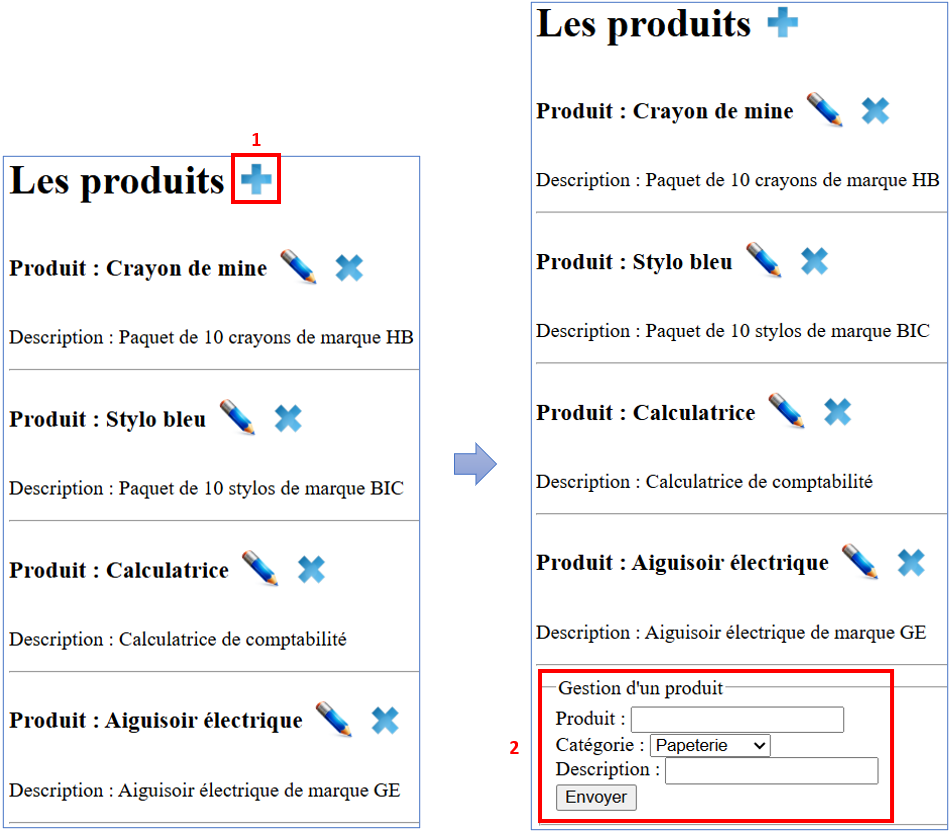 1
Les produits
Produit : Crayon de mine
Description : Paquet de 10 crayons de marque HB
Produit : Stylo bleu
Description : Paquet de 10 stylos de marque BIC
Produit : Calculatrice
Description : Calculatrice de comptabilité
Produit : Aiguisoir électrique
Description : Aiguisoir électrique de marque GE
Les produits
Produit : Crayon de mine
Description : Paquet de 10 crayons de marque HB
Produit : Stylo bleu
Description : Paquet de 10 stylos de marque BIC
Produit : Calculatrice
Description : Calculatrice de comptabilité
Produit : Aiguisoir électrique
Description : Aiguisoir électrique de marque GE
2
Gestion d'un produit
Produit :
Catégorie : Papeterie
Description :
Envoyer